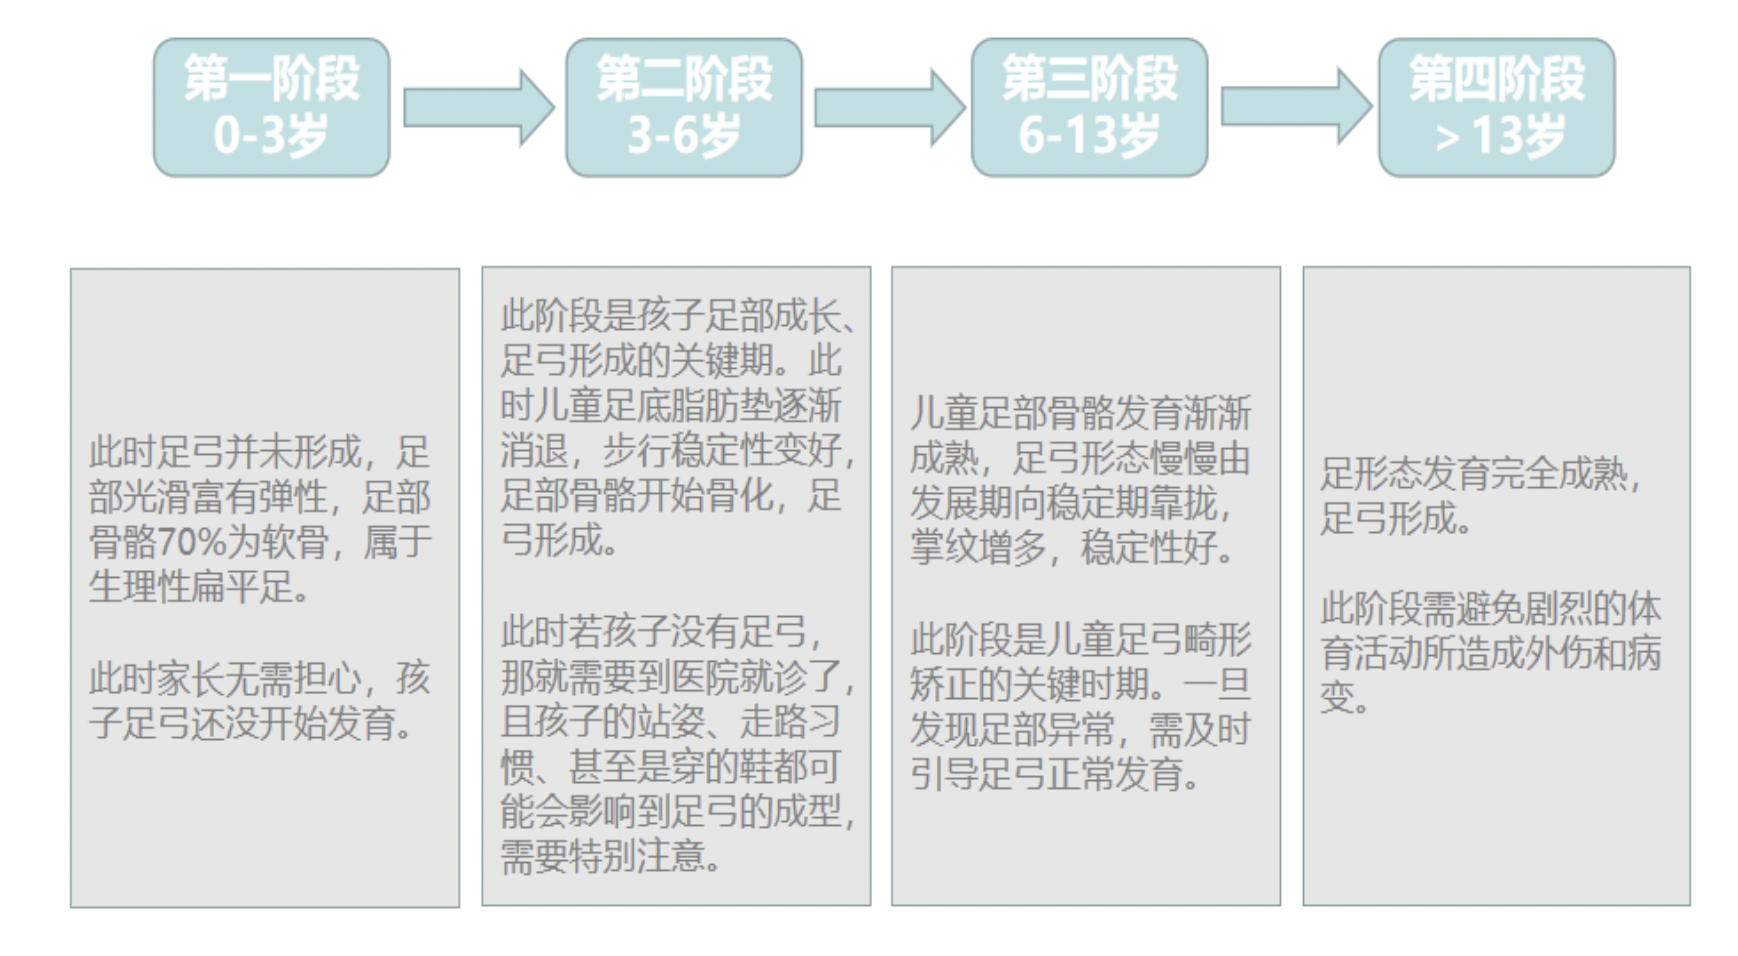 第一阶段
0-3岁
第二阶段
3-6岁
第三阶段
6-13岁
第四阶段
>13岁
此时足弓并未形成，足
部光滑富有弹性，足部
骨骼70%为软骨，属于
生理性扁平足。
此时家长无需担心，孩
子足弓还没开始发育。
此阶段是孩子足部成长、
足弓形成的关键期。此
时儿童足底脂肪垫逐渐
消退，步行稳定性变好，
足部骨骼开始骨化，足
弓形成。
此时若孩子没有足弓，
那就需要到医院就诊了，
且孩子的站姿、走路习
惯、甚至是穿的鞋都可
能会影响到足弓的成型，
需要特别注意。
儿童足部骨骼发育渐渐
成熟，足弓形态慢慢由
发展期向稳定期靠拢，
掌纹增多，稳定性好。
此阶段是儿童足弓畸形
矫正的关键时期。一旦
发现足部异常，需及时
引导足弓正常发育。
足形态发育完全成熟，
足弓形成。
此阶段需避免剧烈的体
育活动所造成外伤和病
变。